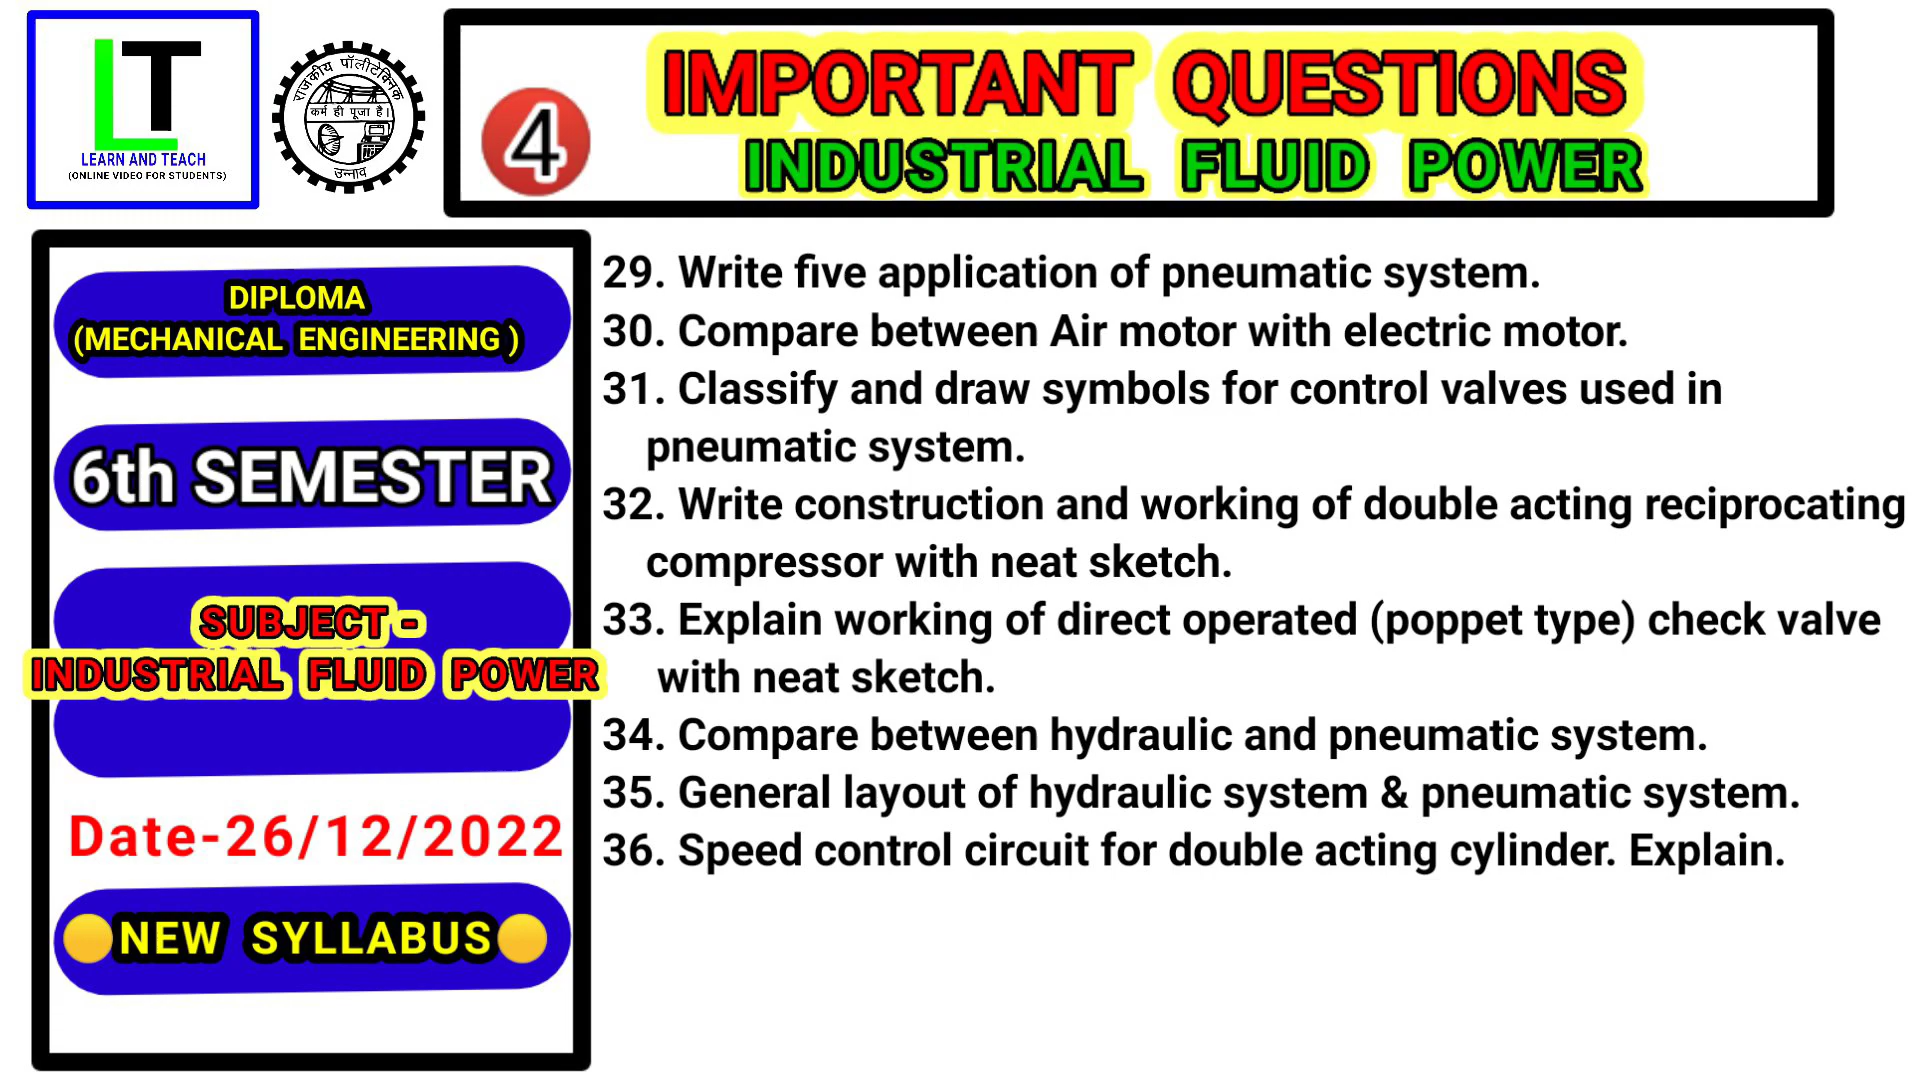 LT
LEARN AND TEACH
(ONLINE VIDEO FOR STUDENTS)
राजकीय पॉलीटेक्निक
कर्म ही पूजा है।
उन्नाव
4
IMPORTANT QUESTIONS
INDUSTRIAL FLUID POWER
DIPLOMA
(MECHANICAL ENGINEERING )
6th SEMESTER
SUBJECT -
INDUSTRIAL FLUID POWER
Date-26/12/2022
NEW SYLLABUS
29. Write five application of pneumatic system.
30. Compare between Air motor with electric motor.
31. Classify and draw symbols for control valves used in
pneumatic system.
32. Write construction and working of double acting reciprocating
compressor with neat sketch.
33. Explain working of direct operated (poppet type) check valve
with neat sketch.
34. Compare between hydraulic and pneumatic system.
35. General layout of hydraulic system & pneumatic system.
36. Speed control circuit for double acting cylinder. Explain.